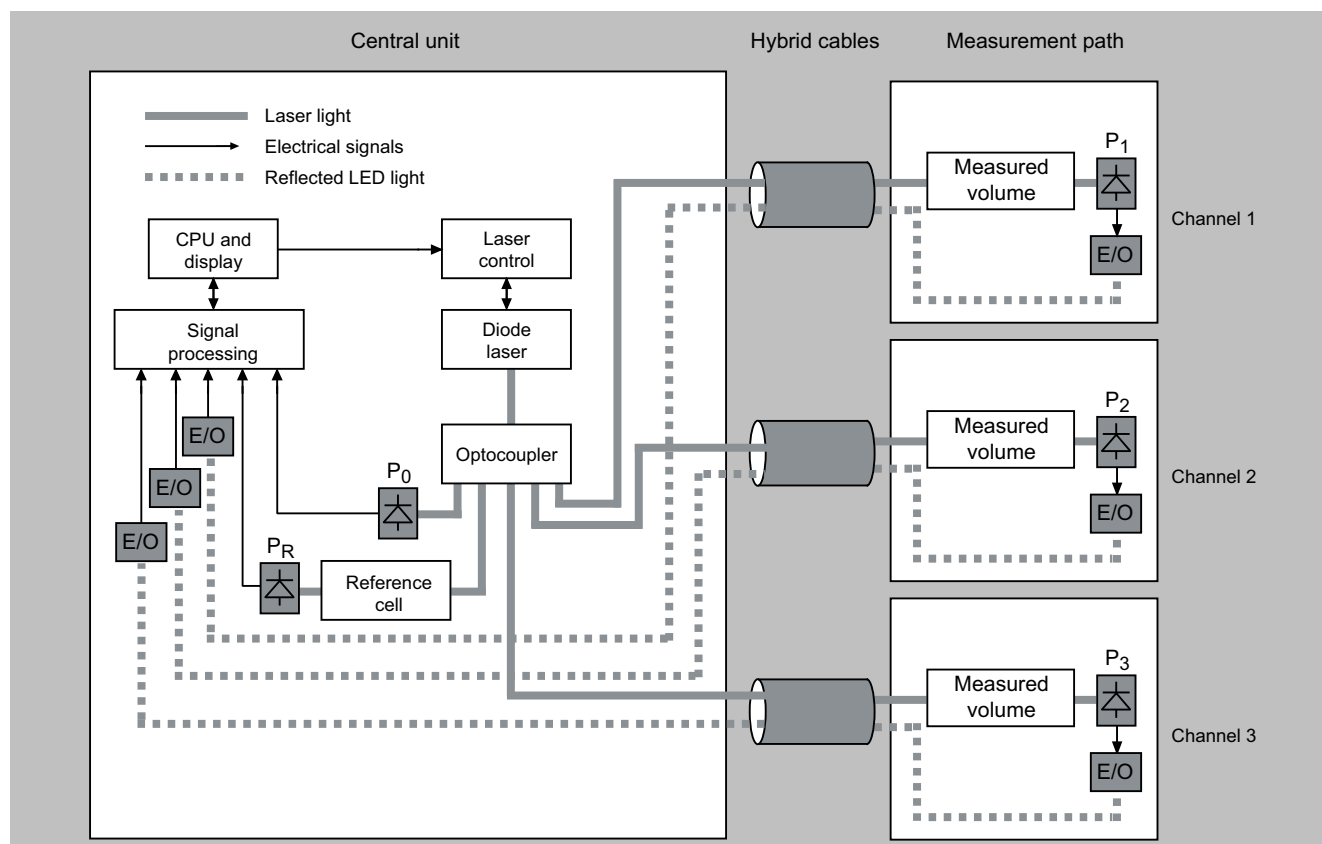 Central unit
Hybrid cables
Measurement path
Laser light
Electrical signals
Reflected LED light
CPU and
display
Laser
control
Signal
processing
Diode
laser
Optocoupler
E/O
E/O
E/O
P0
PR
Reference
cell
Measured
volume
P1
E/O
Channel 1
Measured
volume
P2
E/O
Channel 2
Measured
volume
P3
E/O
Channel 3